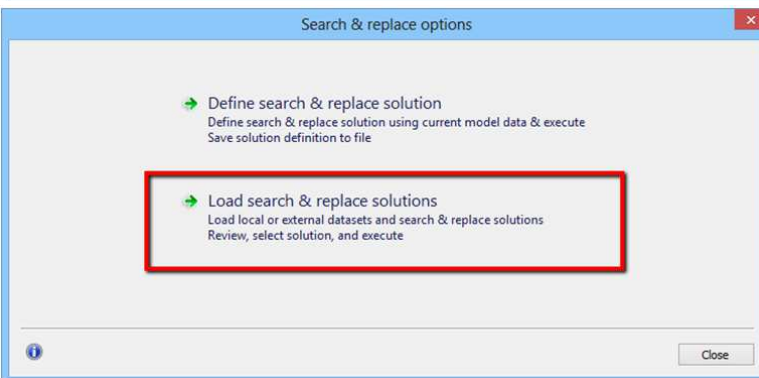 Search & replace options
Define search & replace solution
Define search & replace solution using current model data & execute
Save solution definition to file
Load search & replace solutions
Load local or external datasets and search & replace solutions
Review, select solution, and execute
Close